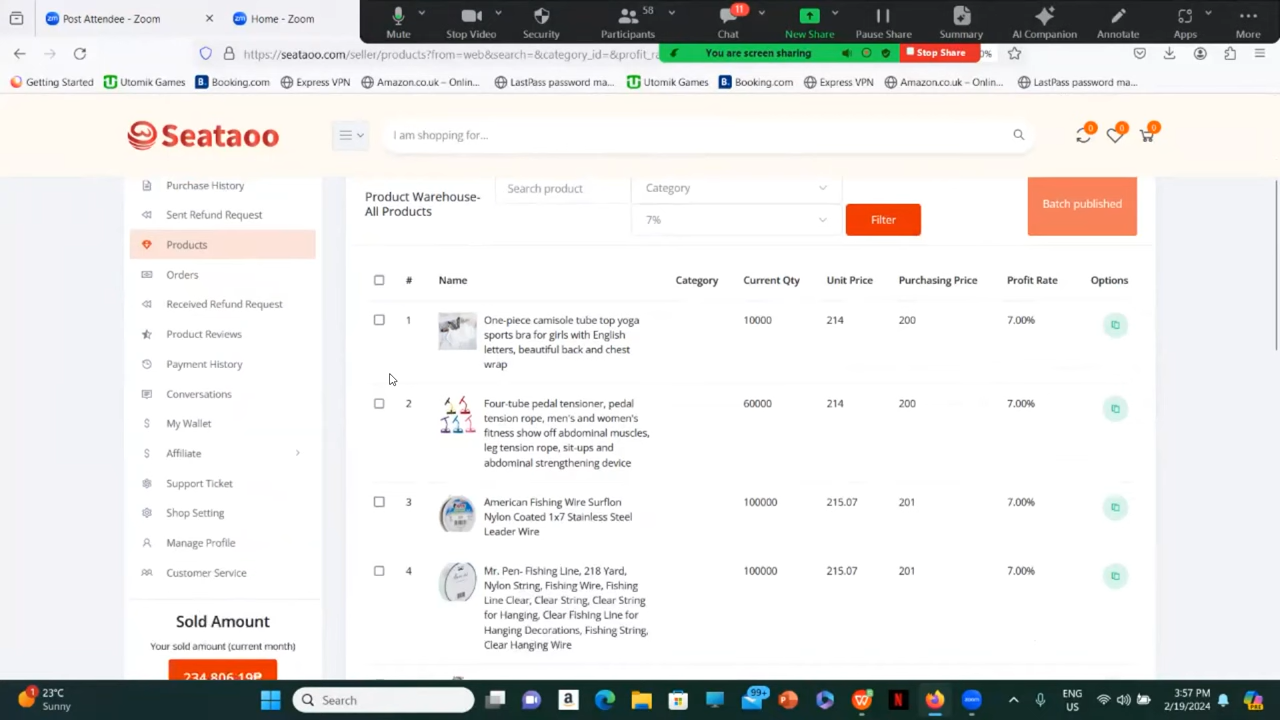 Post Attendee - Zoom
Home - Zoom
Mute
Stop Video
Security
58
Participants
11
Chat
New Share
Pause Share
Summary
AI Companion
Annotate
Apps
More
https://seataoo.com/seller/products?from=web&search=&category_id=&profit_ra
You are screen sharing
Stop Share
0%
Getting Started
Utomik Games
Booking.com
Express VPN
Amazon.co.uk – Onlin...
LastPass password ma...
Utomik Games
Booking.com
Express VPN
Amazon.co.uk – Onlin...
LastPass password ma...
Seataoo
I am shopping for...
0
0
0
Purchase History
Sent Refund Request
Products
Orders
Received Refund Request
Product Reviews
Payment History
Conversations
My Wallet
Affiliate
Support Ticket
Shop Setting
Manage Profile
Customer Service
Sold Amount
Your sold amount (current month)
234,806.19₱
Product Warehouse-
All Products
Search product
Category
7%
Filter
Batch published
# Name Category Current Qty Unit Price Purchasing Price Profit Rate Options
1 One-piece camisole tube top yoga 10000 214 200 7.00%
sports bra for girls with English
letters, beautiful back and chest
wrap
2 Four-tube pedal tensioner, pedal 60000 214 200 7.00%
tension rope, men's and women's
fitness show off abdominal muscles,
leg tension rope, sit-ups and
abdominal strengthening device
3 American Fishing Wire Surflon 100000 215.07 201 7.00%
Nylon Coated 1x7 Stainless Steel
Leader Wire
4 Mr. Pen- Fishing Line, 218 Yard, 100000 215.07 201 7.00%
Nylon String, Fishing Wire, Fishing
Line Clear, Clear String, Clear String
for Hanging, Clear Fishing Line for
Hanging Decorations, Fishing String,
Clear Hanging Wire
1
23°C
Sunny
Search
99+
ENG
US
3:57 PM
2/19/2024